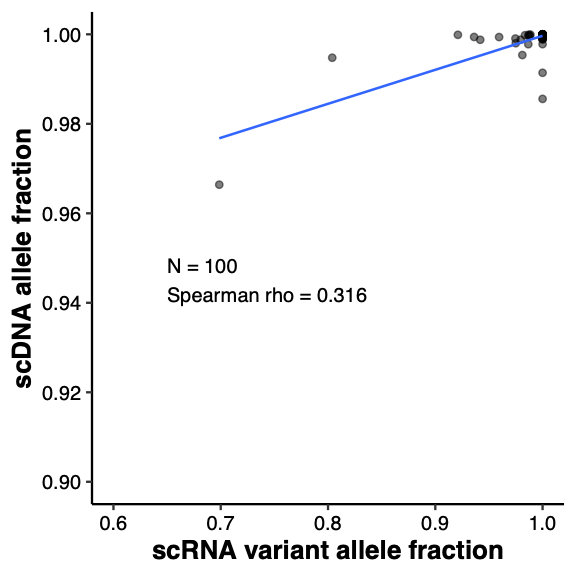 1.00
0.98
0.96
0.94
0.92
0.90
scDNA allele fraction
N = 100
Spearman rho = 0.316
0.6 0.7 0.8 0.9 1.0
scRNA variant allele fraction